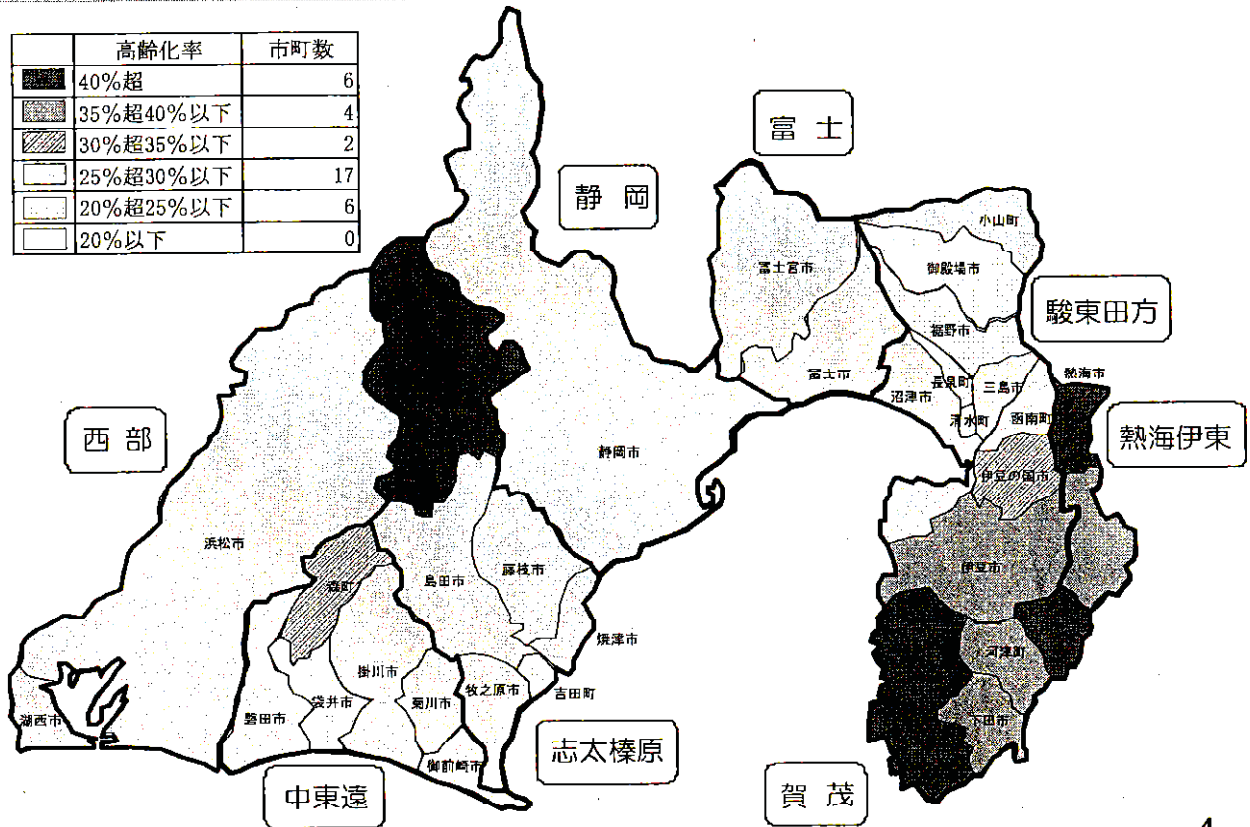 高齢化率 市町数
40%超 6
35%超40%以下 4
30%超35%以下 2
25%超30%以下 17
20%超25%以下 6
20%以下 0
富士
静岡
小山町
富士宮市
御殿場市
駿東田方
裾野市
熱海市
富士市
長泉町
三島市
沼津市
清水町
函南町
熱海伊東
西部
静岡市
伊豆の国市
浜松市
藤枝市
島田市
伊豆市
森町
焼津市
河津町
掛川市
牧之原市
吉田町
袋井市
菊川市
磐田市
湖西市
下田市
志太榛原
御前崎市
中東遠
賀茂